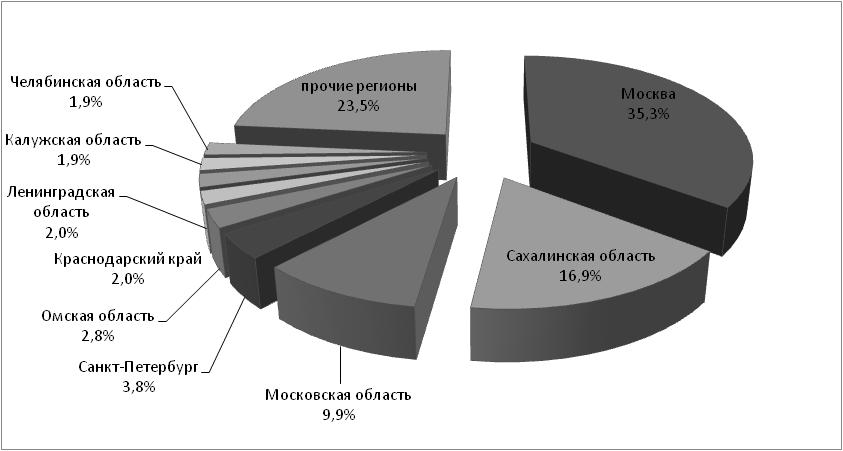 Москва
35,3%
Сахалинская область
16,9%
Московская область
9,9%
Санкт-Петербург
3,8%
Омская область
2,8%
Краснодарский край
2,0%
Ленинградская
область
2,0%
Калужская область
1,9%
Челябинская область
1,9%
прочие регионы
23,5%